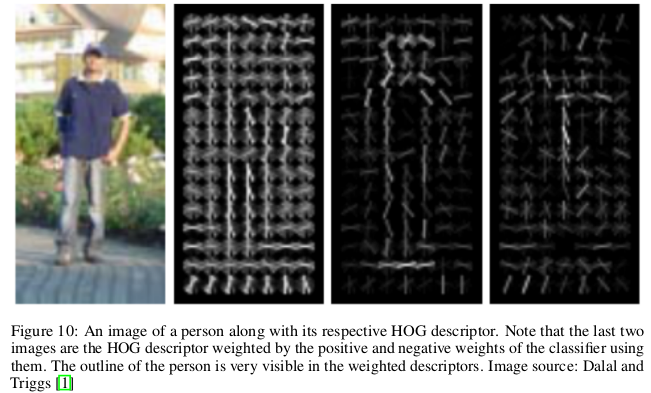 Figure 10: An image of a person along with its respective HOG descriptor. Note that the last two
images are the HOG descriptor weighted by the positive and negative weights of the classifier using
them. The outline of the person is very visible in the weighted descriptors. Image source: Dalal and
Triggs [1]